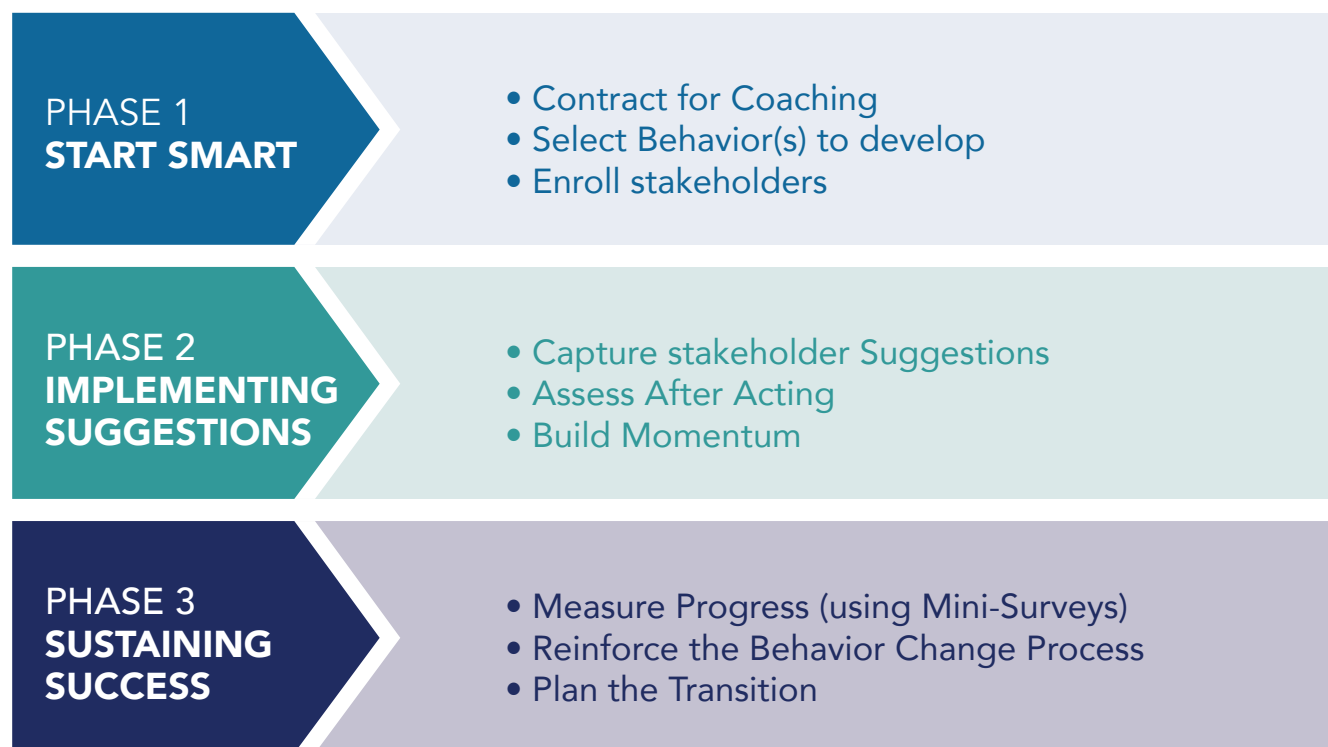 PHASE 1
START SMART
• Contract for Coaching
• Select Behavior(s) to develop
• Enroll stakeholders
PHASE 2
IMPLEMENTING
SUGGESTIONS
• Capture stakeholder Suggestions
• Assess After Acting
• Build Momentum
PHASE 3
SUSTAINING
SUCCESS
• Measure Progress (using Mini-Surveys)
• Reinforce the Behavior Change Process
• Plan the Transition